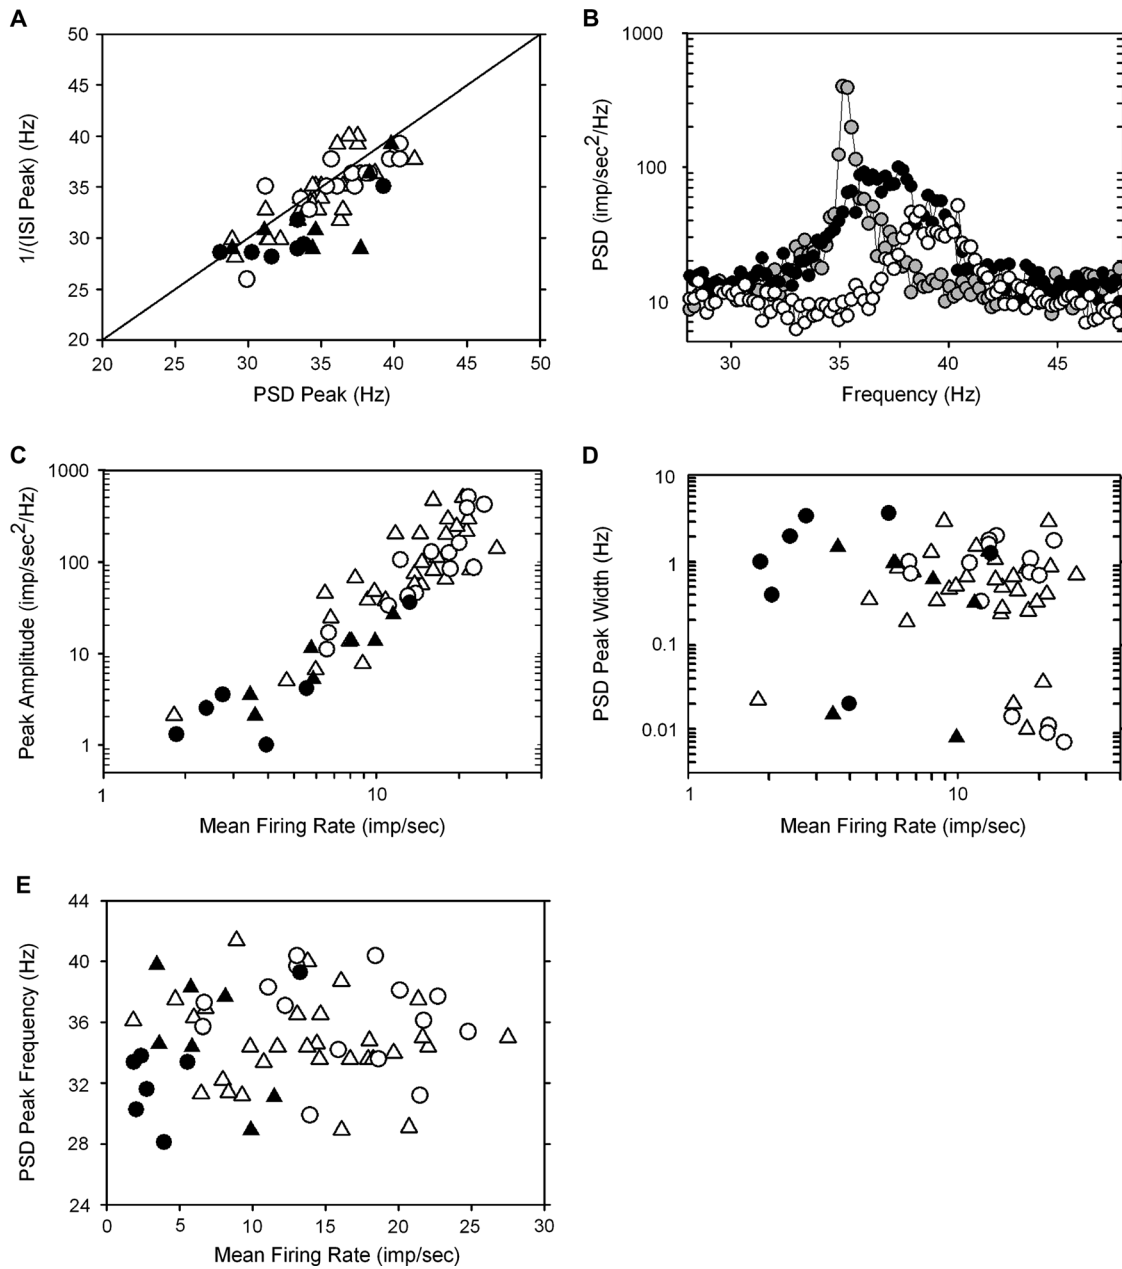 A
50
45
40
35
30
25
20
1/(ISI Peak) (Hz)
20 25 30 35 40 45 50
PSD Peak (Hz)
B
1000
100
10
PSD (imp/sec²/Hz)
30 35 40 45
Frequency (Hz)
C
1000
100
10
1
Peak Amplitude (imp/sec²/Hz)
1 10
Mean Firing Rate (imp/sec)
D
10
1
0.1
0.01
PSD Peak Width (Hz)
1 10
Mean Firing Rate (imp/sec)
E
44
40
36
32
28
24
PSD Peak Frequency (Hz)
0 5 10 15 20 25 30
Mean Firing Rate (imp/sec)